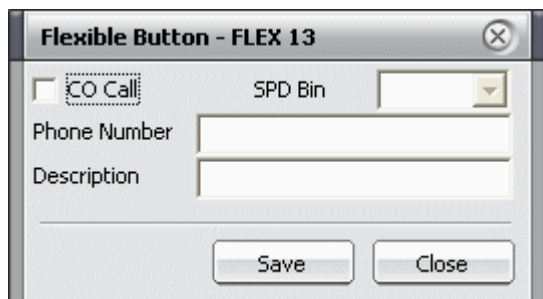 Flexible Button - FLEX 13
CO Call SPD Bin
Phone Number
Description
Save Close